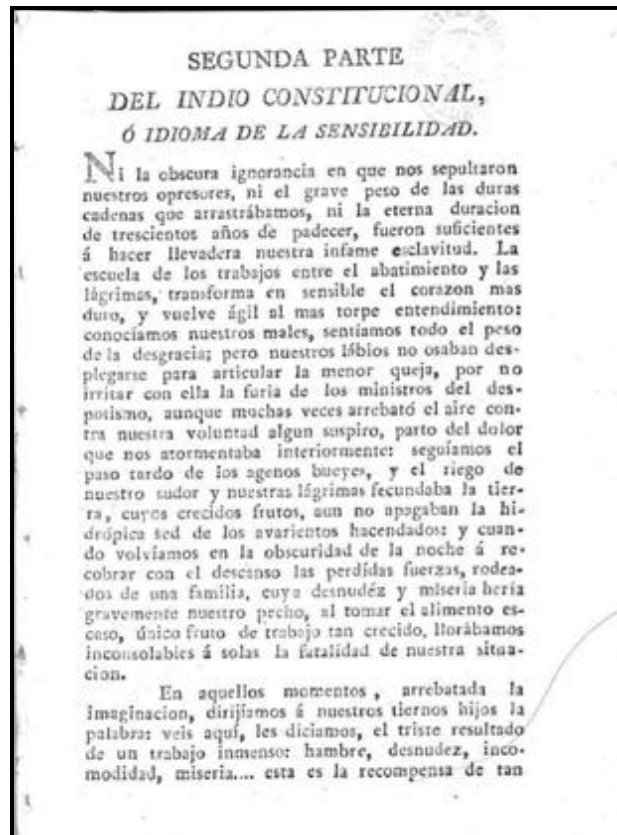 SEGUNDA PARTE
DEL INDIO CONSTITUCIONAL,
Ó IDIOMA DE LA SENSIBILIDAD.
Ni la obscura ignorancia en que nos sepultaron
nuestros opresores, ni el grave peso de las duras
cadenas que arrastrábamos, ni la eterna duracion
de trescientos años de padecer, fueron suficientes
á hacer llevadera nuestra infame esclavitud. La
escuela de los trabajos entre el abatimiento y las
lágrimas, transforma en sensible el corazon mas
duro, y vuelve ágil al mas torpe entendimiento:
conociamos nuestros males, sentiamos todo el peso
de la desgracia; pero nuestros lábios no osaban des-
plegarse para articular la menor queja, por no
irritar con ella la furia de los ministros del des-
potismo, aunque muchas veces arrebató el aire con-
tra nuestra voluntad algun suspiro, parto del dolor
que nos atormentaba interiormente: seguíamos el
paso tardo de los agenos bueyes, y el riego de
nuestro sudor y nuestras lágrimas fecundaba la tier-
ra, cuyos crecidos frutos, aun no apagaban la hi-
drópica sed de los avarientos hacendados: y cuan-
do volvíamos en la obscuridad de la noche á re-
cobrar con el descanso las perdídas fuerzas, rodea-
dos de una familia, cuya desnudéz y miseria hería
gravemente nuestro pecho, al tomar el alimento es-
caso, único fruto de trabajo tan crecido, llorábamos
inconsolables á solas la fatalidad de nuestra situa-
cion.
En aquellos momentos, arrebatada la
imaginacion, dirijíamos á nuestros tiernos hijos la
palabra: veis aquí, les diciamos, el triste resultado
de un trabajo inmenso: hambre, desnudez, inco-
modidad, miseria.... esta es la recompensa de tan